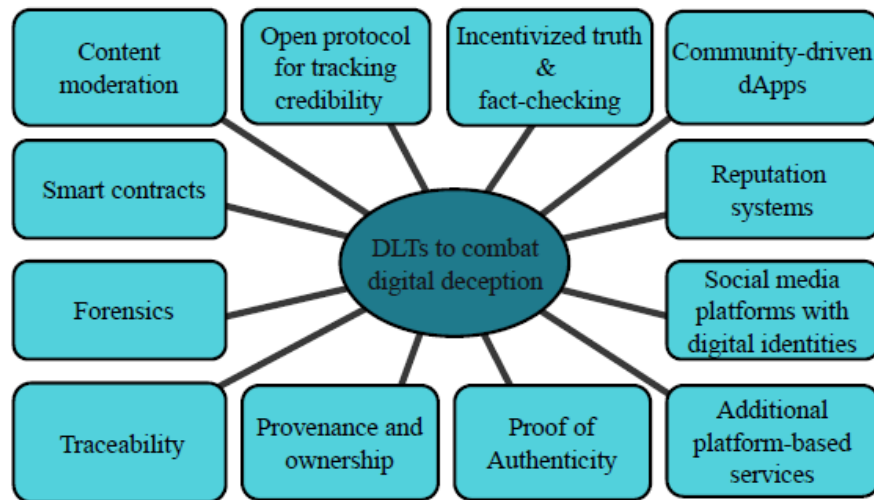 Content
moderation
Open protocol
for tracking
credibility
Incentivized truth
&
fact-checking
Community-driven
dApps
Smart contracts
Reputation
systems
DLTs to combat
digital deception
Forensics
Social media
platforms with
digital identities
Traceability
Provenance and
ownership
Proof of
Authenticity
Additional
platform-based
services